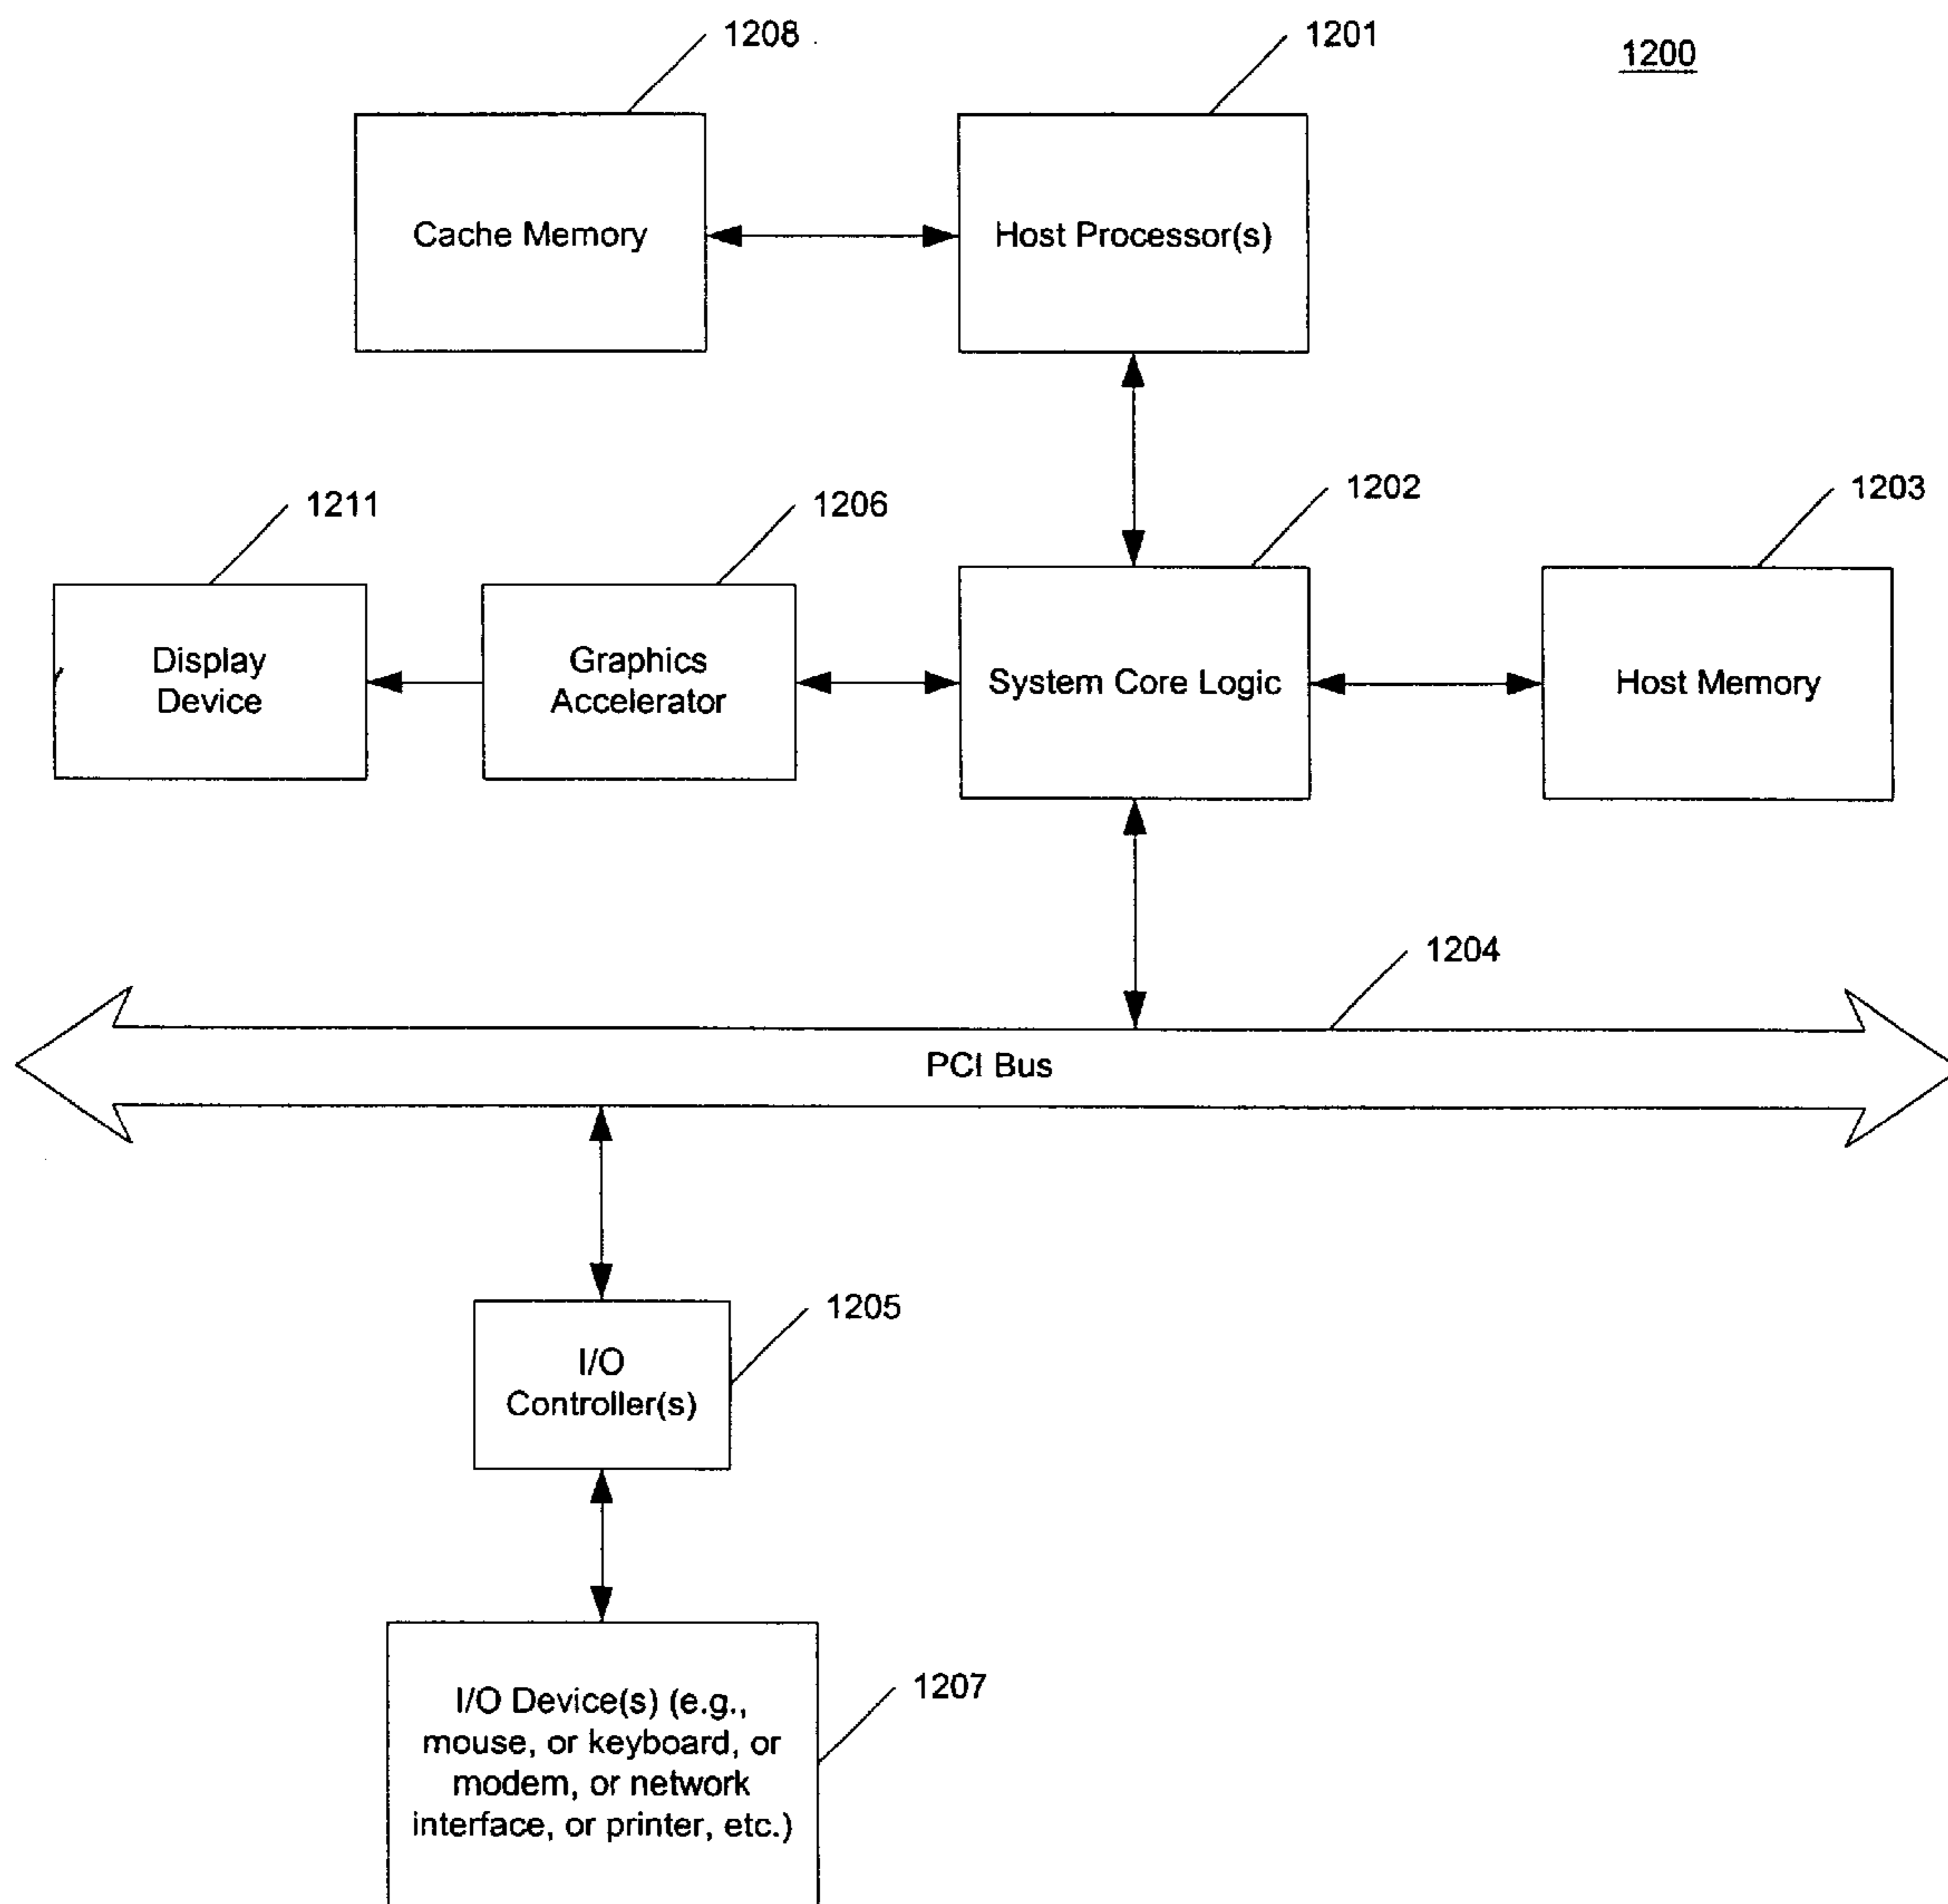 1208
1201
1200
Cache Memory
Host Processor(s)
1211
1206
1202
1203
Display
Device
Graphics
Accelerator
System Core Logic
Host Memory
1204
PCI Bus
1205
I/O
Controller(s)
1207
I/O Device(s) (e.g.,
mouse, or keyboard, or
modem, or network
interface, or printer, etc.)